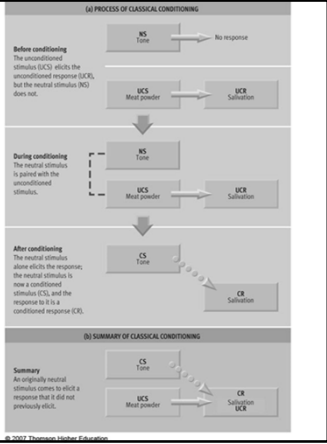 (a) PROCESS OF CLASSICAL CONDITIONING
Before conditioning
The unconditioned
stimulus (UCS) elicits the
unconditioned response (UCR),
but the neutral stimulus (NS)
does not.
NS
Tone
No response
UCS
Meat powder
UCR
Salivation
During conditioning
The neutral stimulus
is paired with the
unconditioned
stimulus.
NS
Tone
UCS
Meat powder
UCR
Salivation
After conditioning
The neutral stimulus
alone elicits the response;
the neutral stimulus is
now a conditioned
stimulus (CS), and the
response to it is a
conditioned response (CR).
CS
Tone
CR
Salivation
(b) SUMMARY OF CLASSICAL CONDITIONING
Summary
An originally neutral
stimulus comes to elicit a
response that it did not
previously elicit.
CS
Tone
UCS
Meat powder
CR
Salivation
UCR
© 2007 Thomson Higher Education